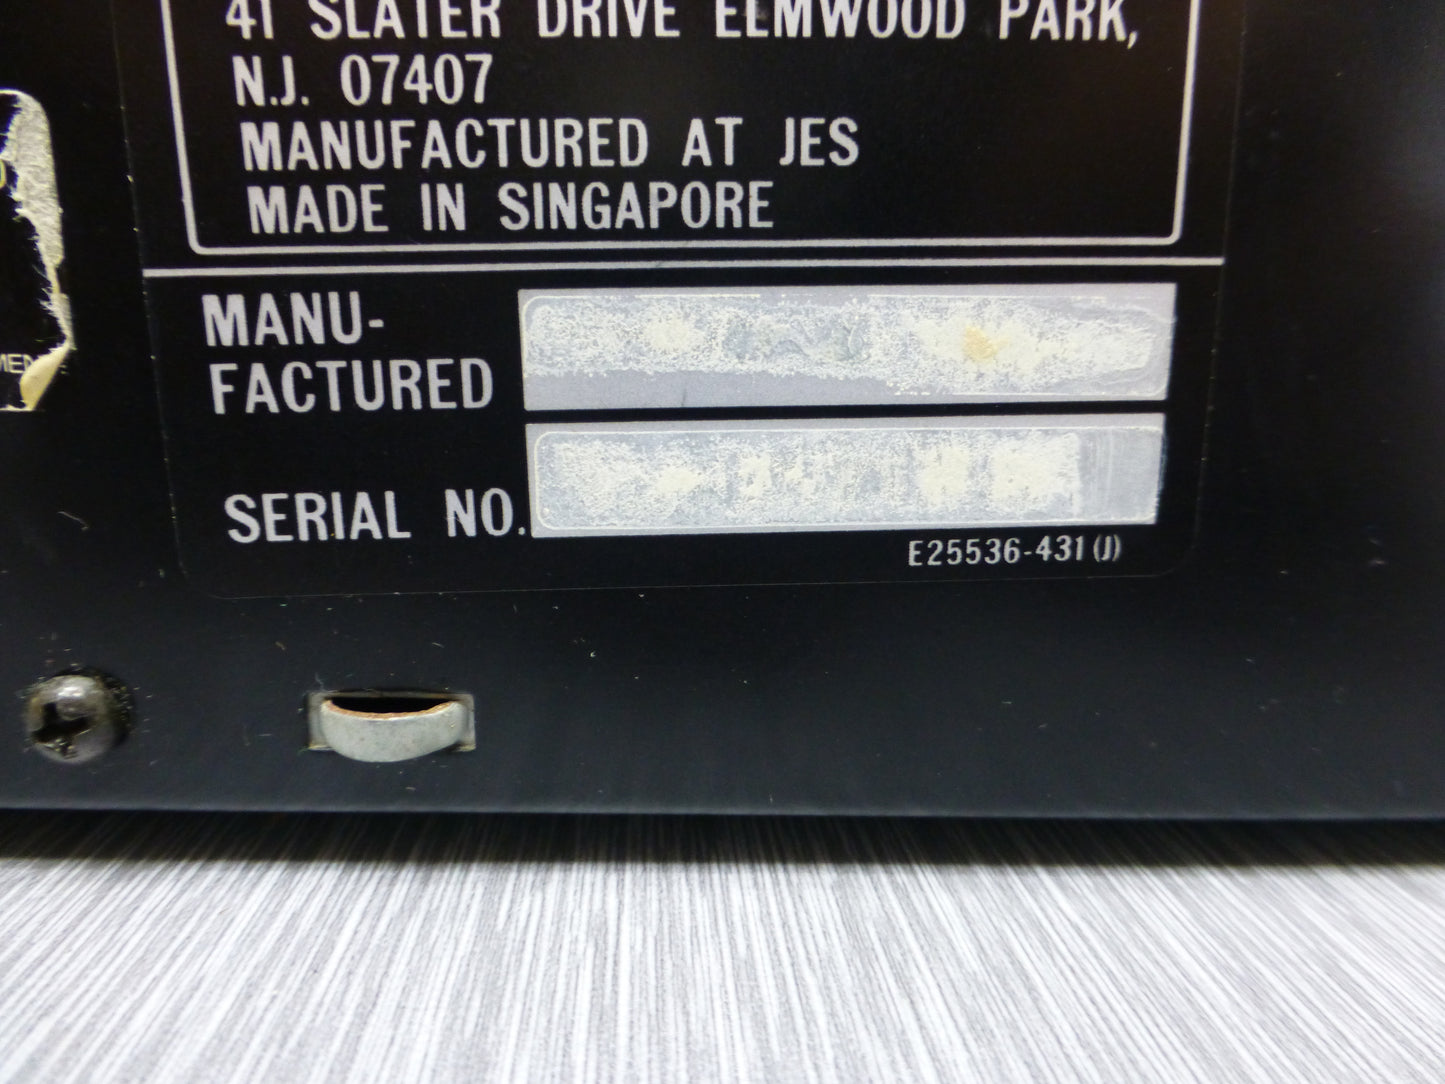 41 SLATER DRIVE ELMWOOD PARK,
N.J. 07407
MANUFACTURED AT JES
MADE IN SINGAPORE
MANU-
FACTURED
SERIAL NO.
E25536-431(J)